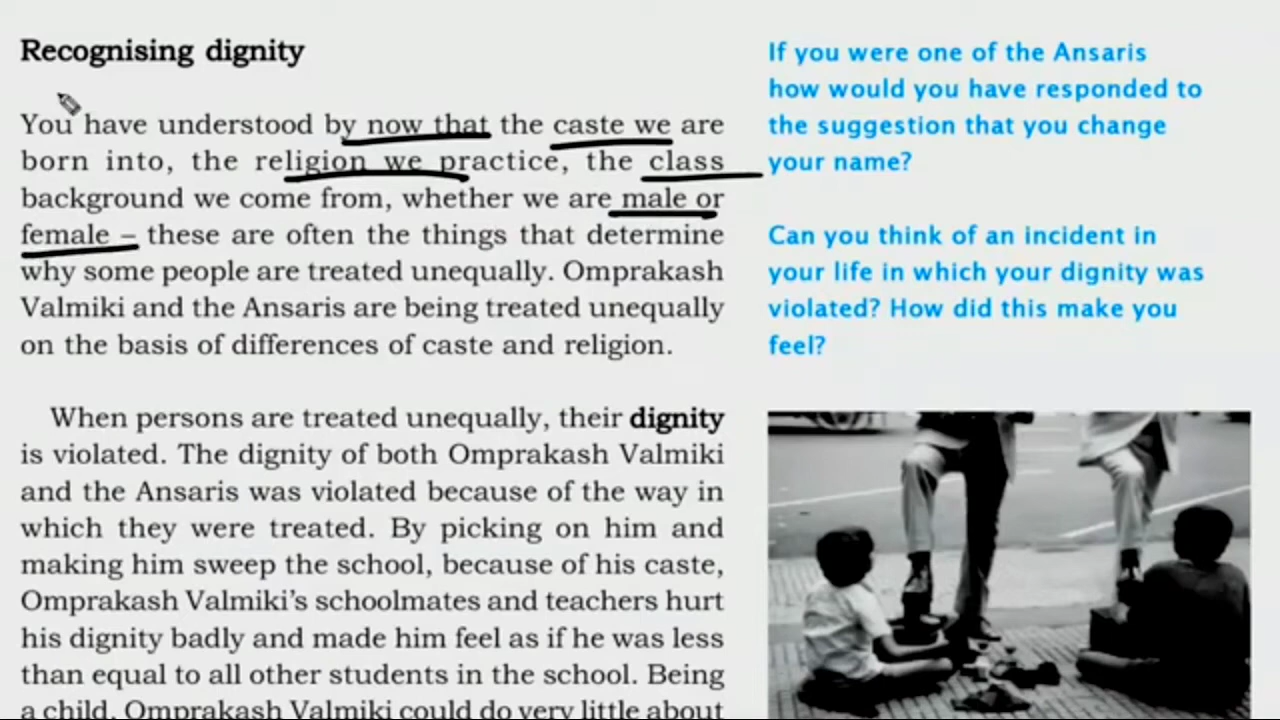 Recognising dignity
You have understood by now that the caste we are
born into, the religion we practice, the class
background we come from, whether we are male or
female – these are often the things that determine
why some people are treated unequally. Omprakash
Valmiki and the Ansaris are being treated unequally
on the basis of differences of caste and religion.
When persons are treated unequally, their dignity
is violated. The dignity of both Omprakash Valmiki
and the Ansaris was violated because of the way in
which they were treated. By picking on him and
making him sweep the school, because of his caste,
Omprakash Valmiki’s schoolmates and teachers hurt
his dignity badly and made him feel as if he was less
than equal to all other students in the school. Being
a child, Omprakash Valmiki could do very little about
If you were one of the Ansaris
how would you have responded to
the suggestion that you change
your name?
Can you think of an incident in
your life in which your dignity was
violated? How did this make you
feel?